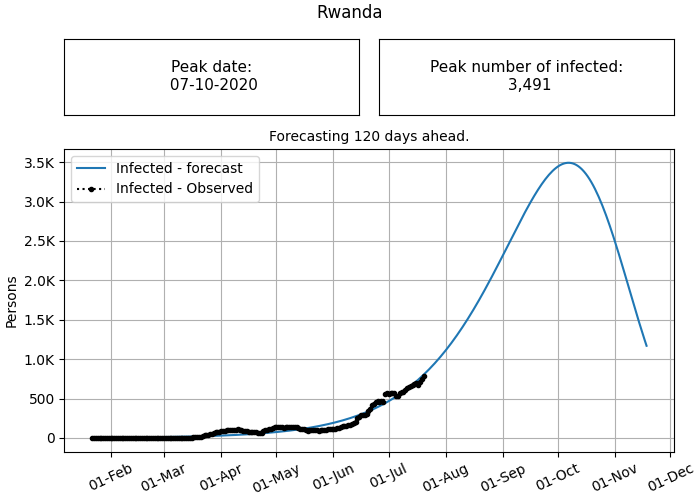 Rwanda
Peak date:
07-10-2020
Peak number of infected:
3,491
Forecasting 120 days ahead.
Infected - forecast
Infected - Observed
3.5K
3.0K
2.5K
2.0K
1.5K
1.0K
500
0
Persons
01-Feb
01-Mar
01-Apr
01-May
01-Jun
01-Jul
01-Aug
01-Sep
01-Oct
01-Nov
01-Dec